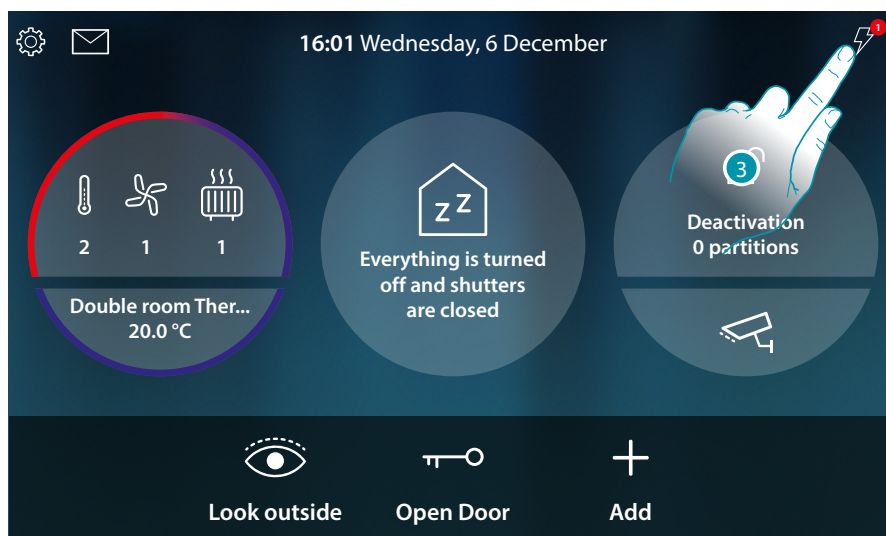 16:01 Wednesday, 6 December
1
2 1 1
Double room Ther...
20.0 °C
z Z
Everything is turned
off and shutters
are closed
3
Deactivation
0 partitions
Look outside
Open Door
Add